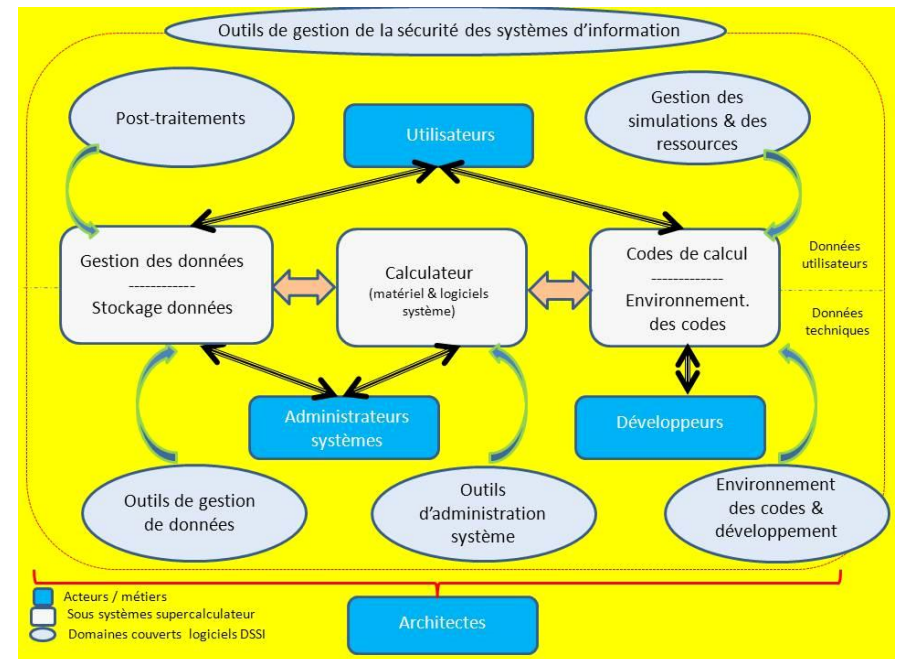 Outils de gestion de la sécurité des systèmes d'information
Post-traitements
Utilisateurs
Gestion des
simulations & des
ressources
Gestion des données
------------
Stockage données
Calculateur
(matériel & logiciels
système)
Codes de calcul
-------------
Environnement.
des codes
Données
utilisateurs
Données
techniques
Administrateurs
systèmes
Développeurs
Outils de gestion
de données
Outils
d'administration
système
Environnement
des codes &
développement
Acteurs / métiers
Sous systèmes supercalculateur
Domaines couverts logiciels DSSI
Architectes